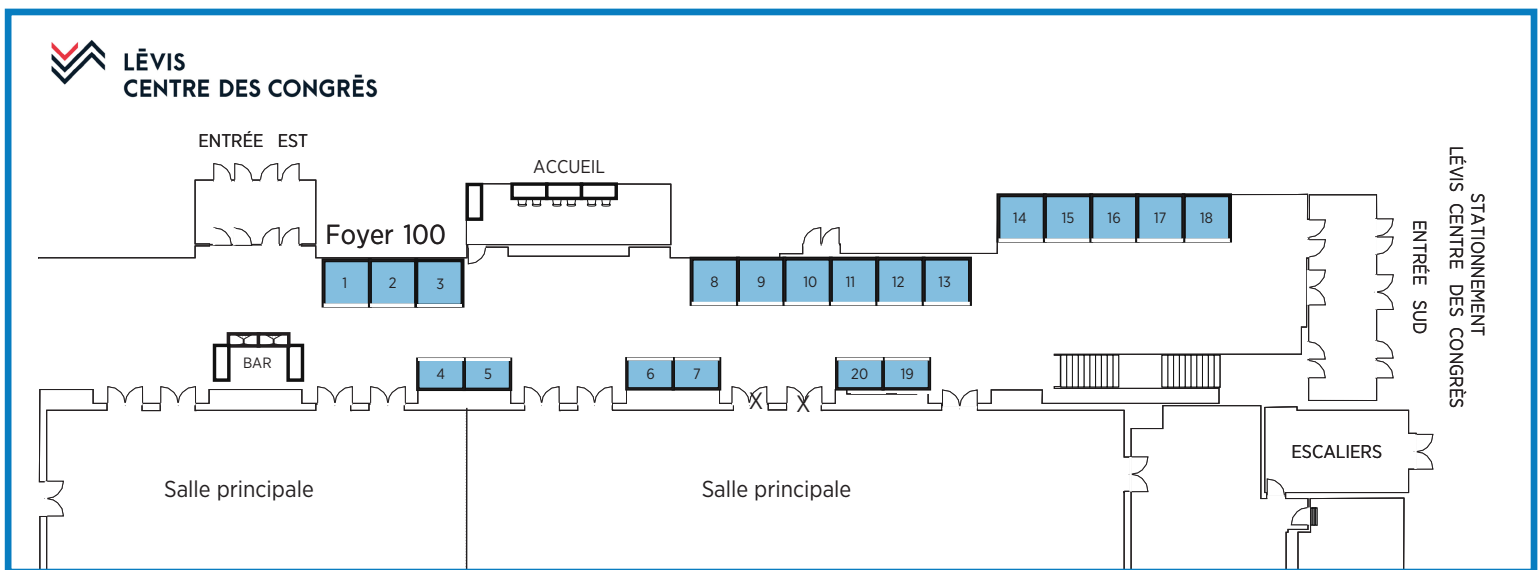 LĒVIS
CENTRE DES CONGRĒS
ENTRÉE EST
ACCUEIL
Foyer 100
14 15 16 17 18
1 2 3
8 9 10 11 12 13
BAR
4 5
6 7
20 19
X X
Salle principale
Salle principale
ESCALIERS
ENTRÉE SUD
STATIONNEMENT
LÉVIS CENTRE DES CONGRÈS